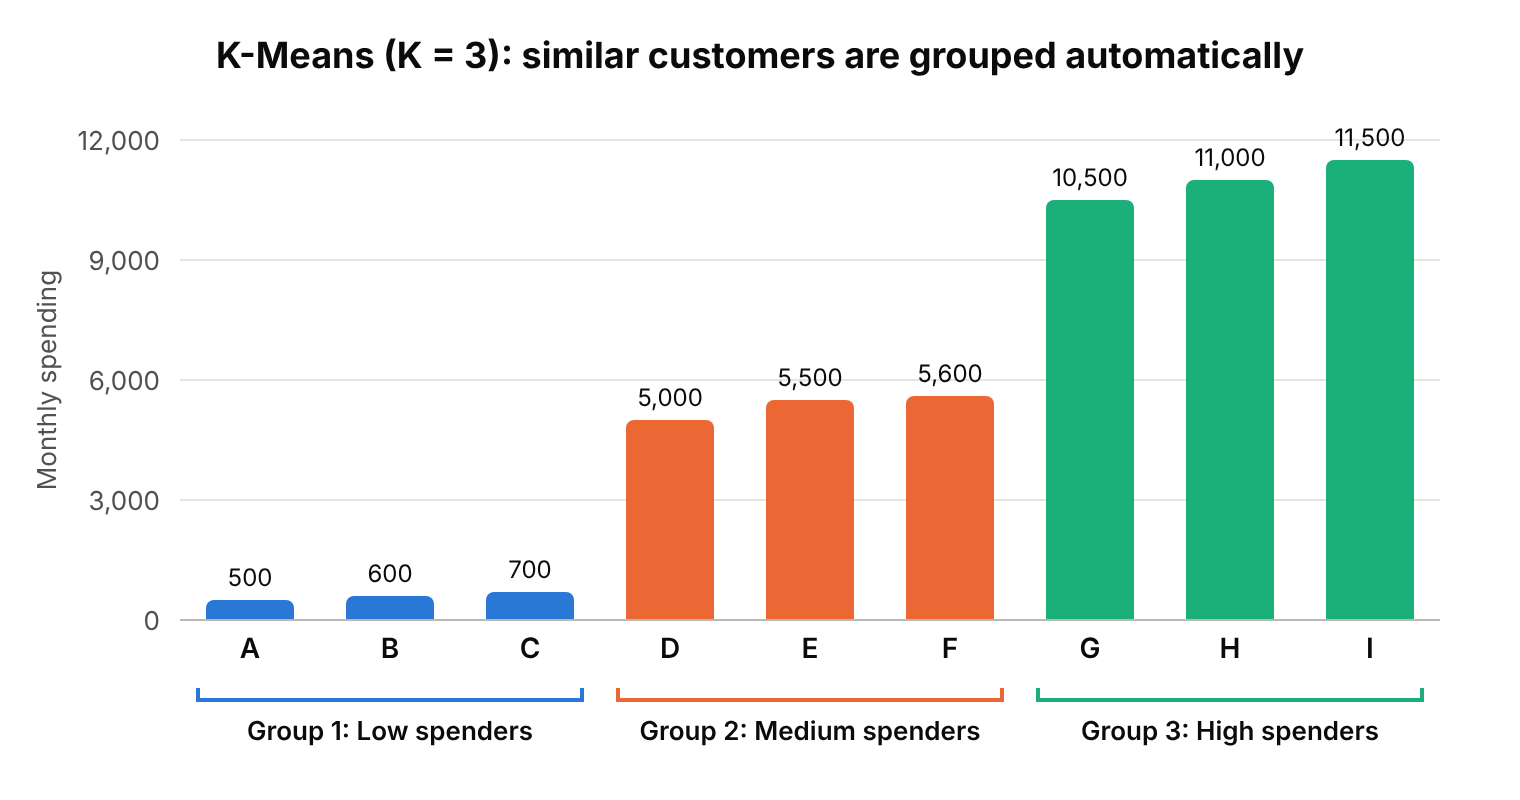 K-Means (K = 3): similar customers are grouped automatically
Monthly spending
12,000
9,000
6,000
3,000
0
500
600
700
5,000
5,500
5,600
10,500
11,000
11,500
A B C D E F G H I
Group 1: Low spenders
Group 2: Medium spenders
Group 3: High spenders